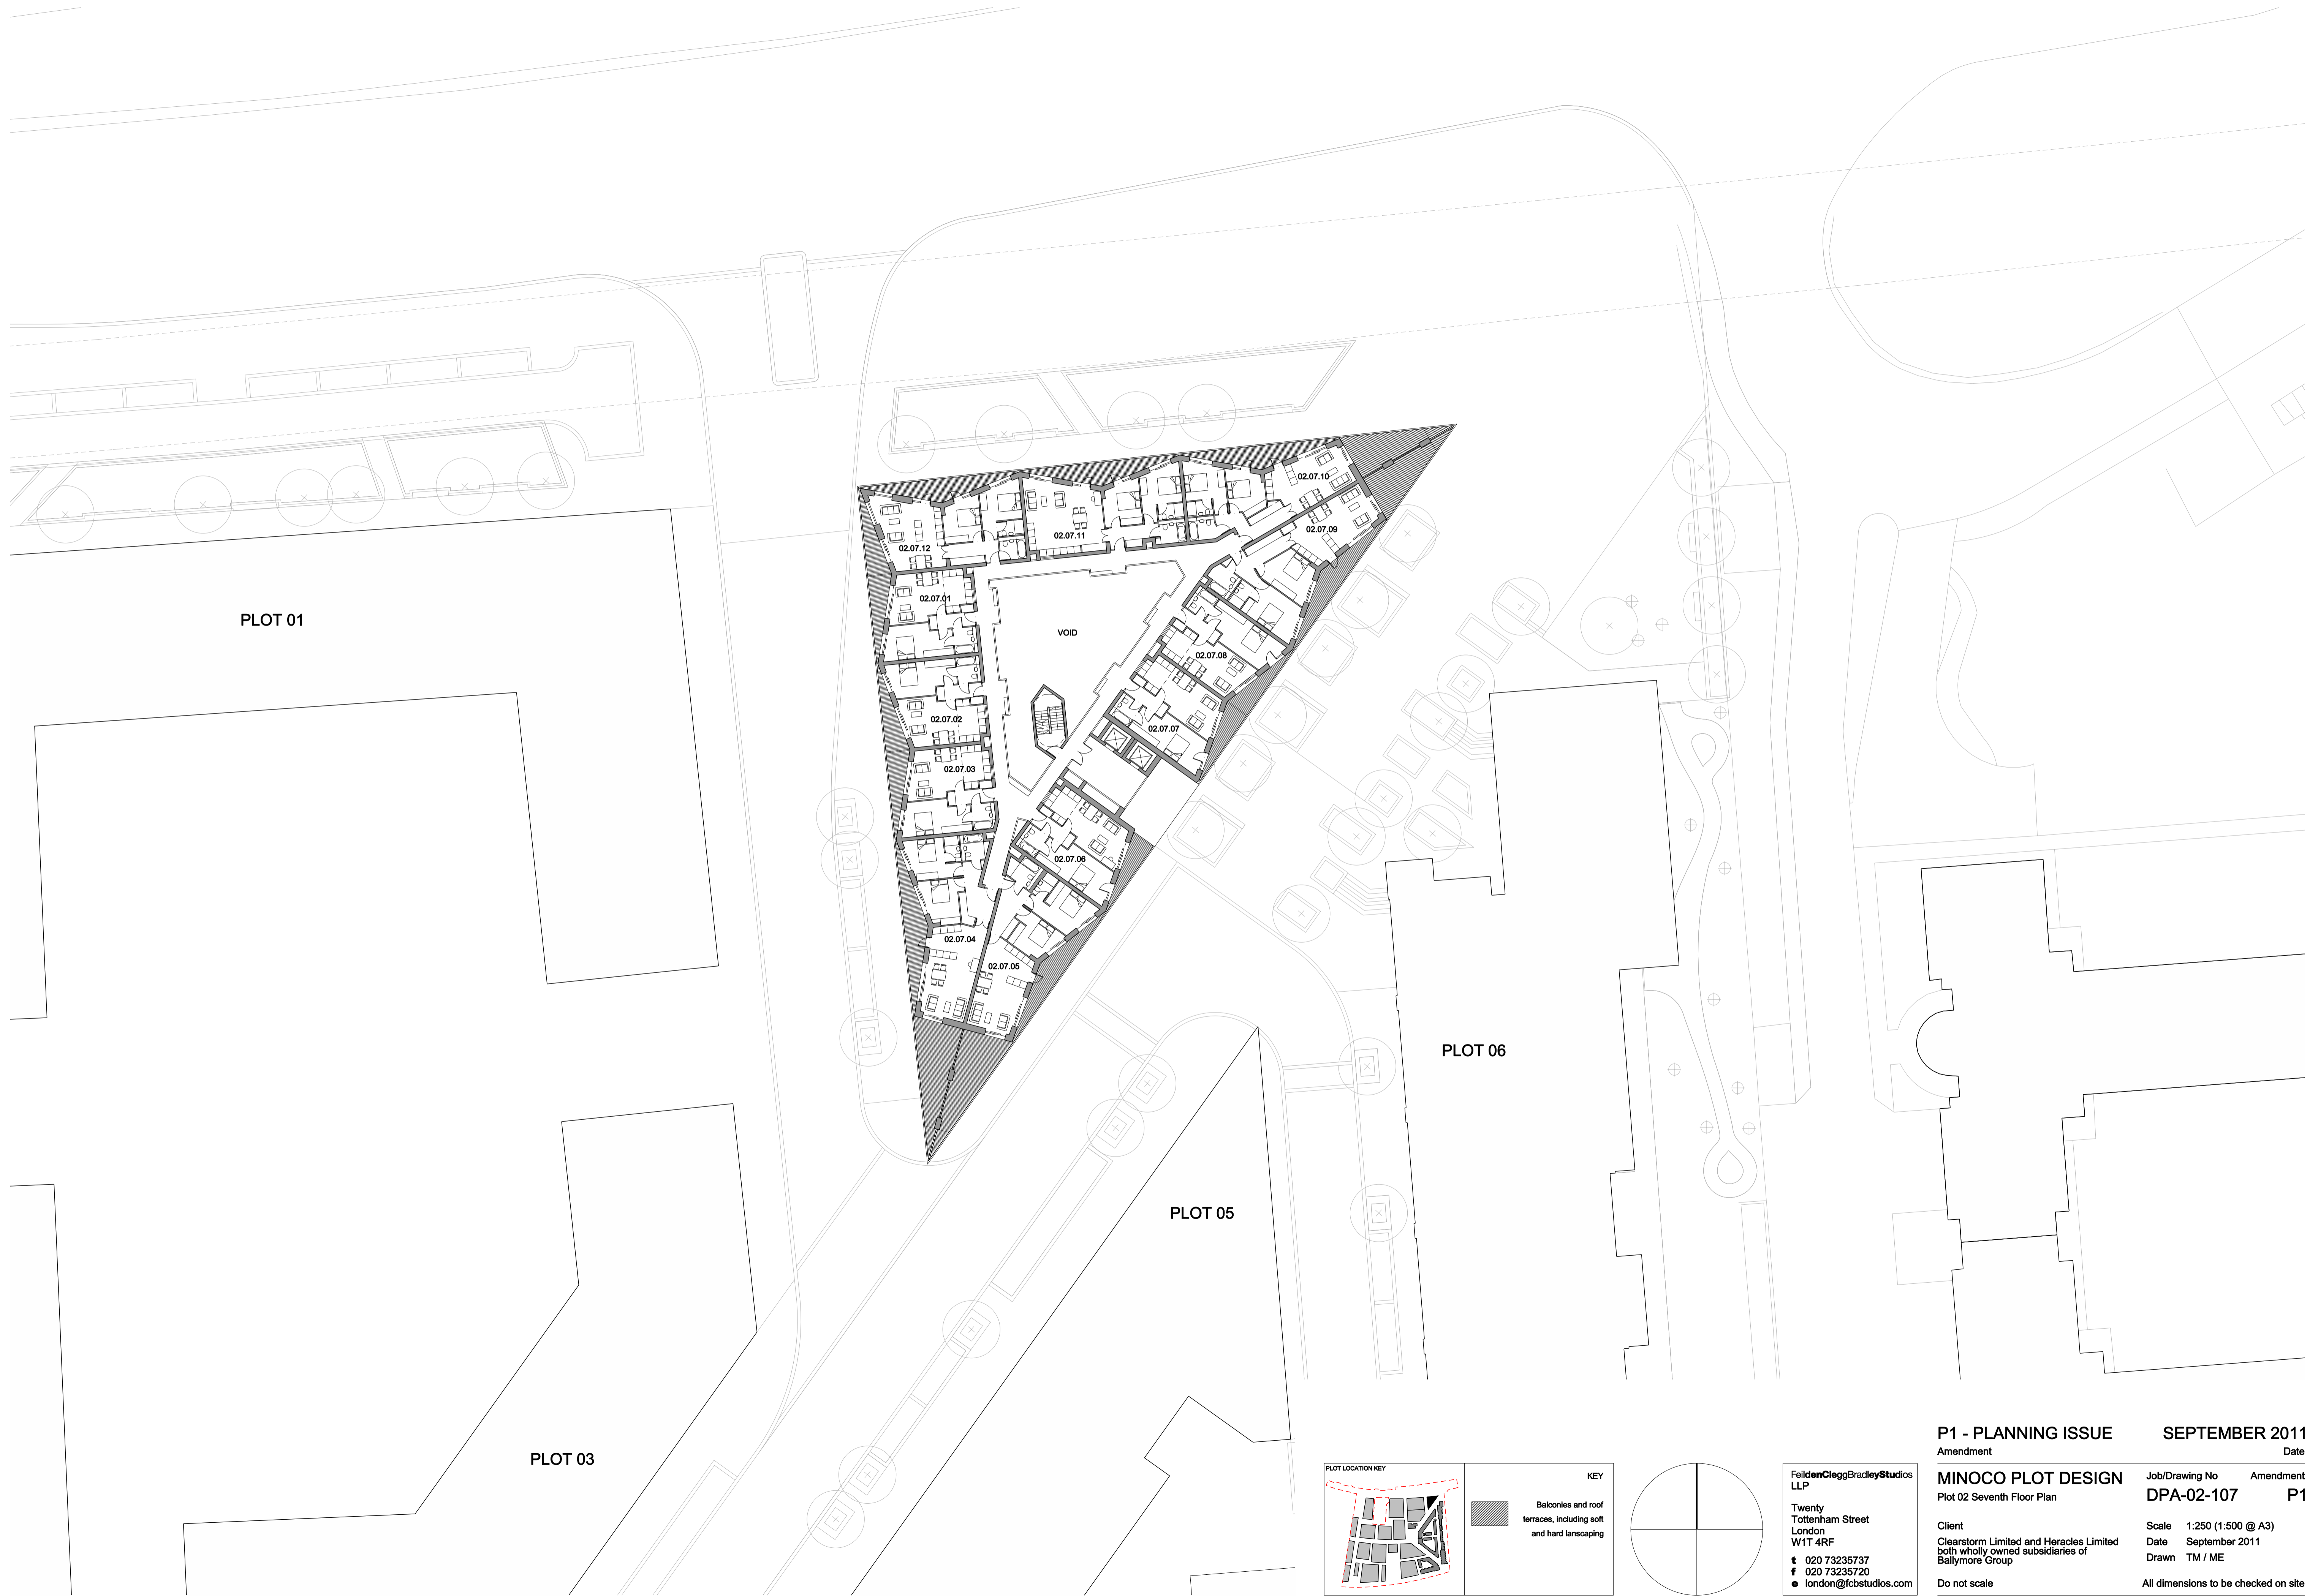 02.07.10
02.07.09
02.07.11
02.07.12
02.07.01
PLOT 01
VOID
02.07.08
02.07.02
02.07.07
02.07.03
02.07.06
02.07.04
02.07.05
PLOT 06
PLOT 05
PLOT 03
PLOT LOCATION KEY
KEY
Balconies and roof
terraces, including soft
and hard lanscaping
FeildenCleggBradleyStudios
LLP
Twenty
Tottenham Street
London
W1T 4RF
t 020 73235737
f 020 73235720
e london@fcbstudios.com
P1 - PLANNING ISSUE SEPTEMBER 2011
Amendment Date
MINOCO PLOT DESIGN
Plot 02 Seventh Floor Plan
Job/Drawing No Amendment
DPA-02-107 P1
Client
Clearstorm Limited and Heracles Limited
both wholly owned subsidiaries of
Ballymore Group
Scale 1:250 (1:500 @ A3)
Date September 2011
Drawn TM / ME
Do not scale All dimensions to be checked on site